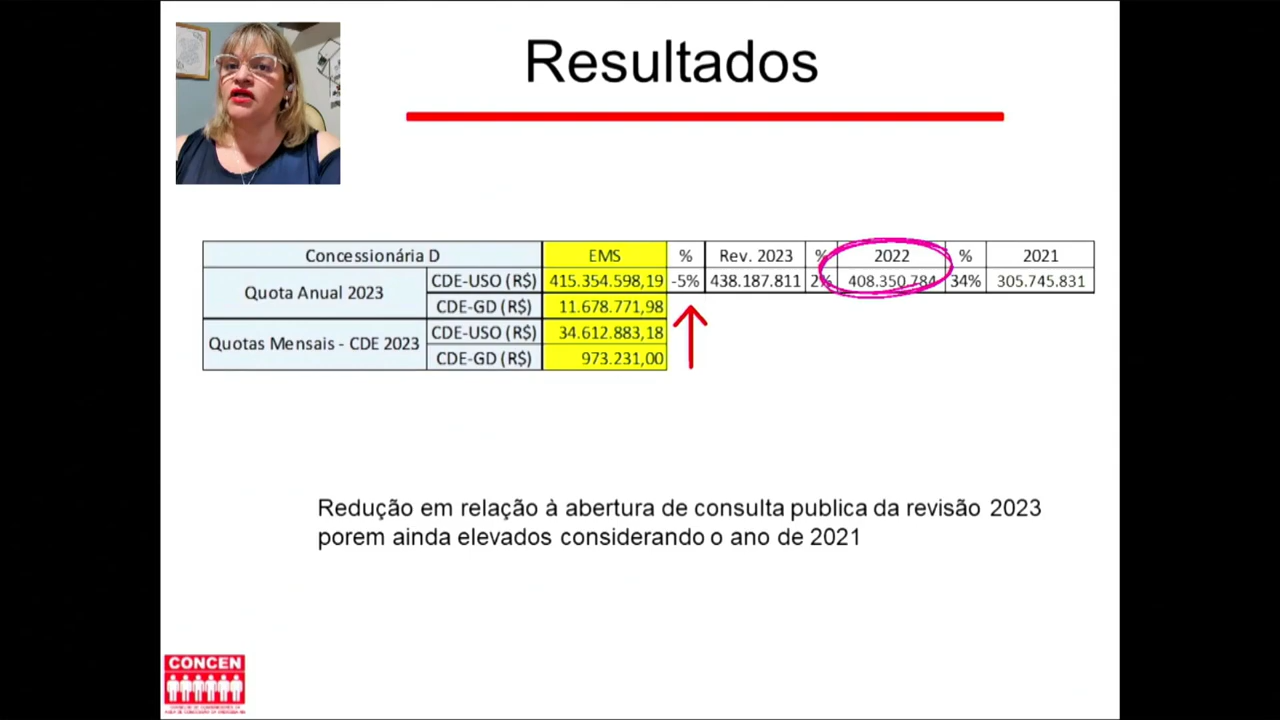 Resultados
Concessionária D EMS % Rev. 2023 % 2022 % 2021
Quota Anual 2023 CDE-USO (R$) 415.354.598,19 -5% 438.187.811 2% 408.350.784 34% 305.745.831
CDE-GD (R$) 11.678.771,98
Quotas Mensais - CDE 2023 CDE-USO (R$) 34.612.883,18
CDE-GD (R$) 973.231,00
Redução em relação à abertura de consulta publica da revisão 2023
porem ainda elevados considerando o ano de 2021
CONCEN